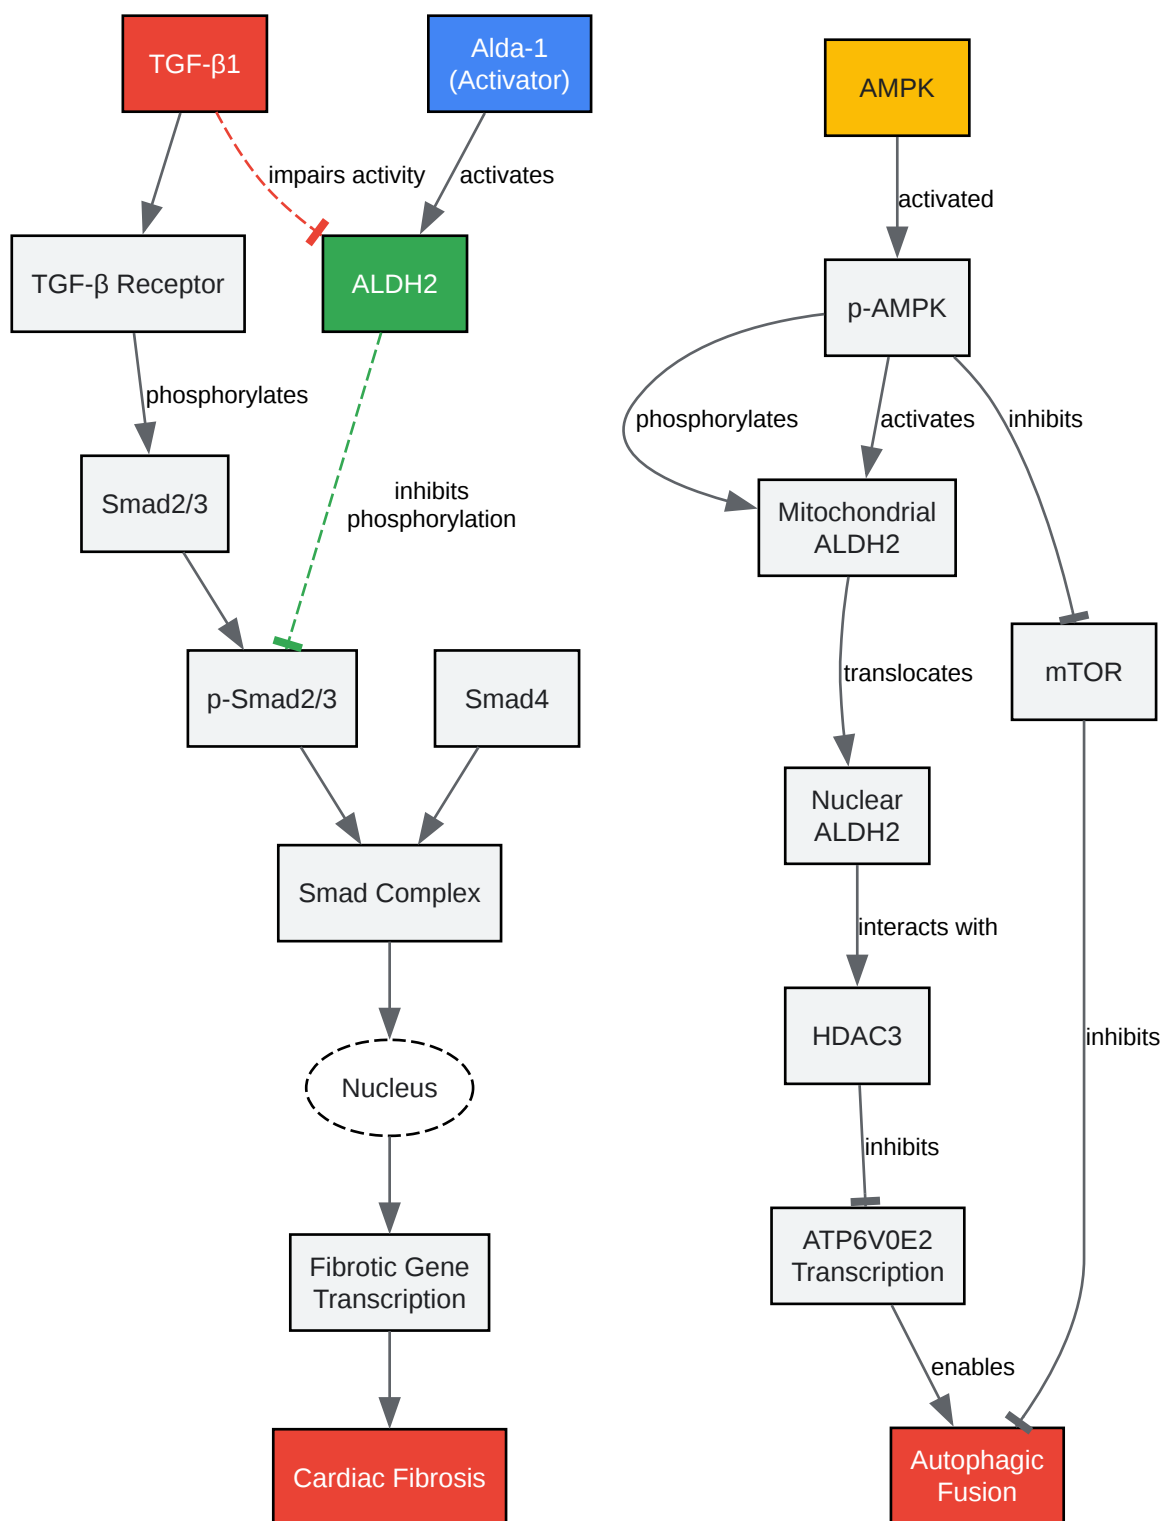 TGF-β1
Alda-1
(Activator)
AMPK
impairs activity
activates
activated
TGF-β Receptor
ALDH2
p-AMPK
phosphorylates
phosphorylates
activates
inhibits
Smad2/3
inhibits
phosphorylation
Mitochondrial
ALDH2
p-Smad2/3
Smad4
translocates
mTOR
Nuclear
ALDH2
Smad Complex
interacts with
HDAC3
inhibits
Nucleus
inhibits
Fibrotic Gene
Transcription
ATP6V0E2
Transcription
enables
Cardiac Fibrosis
Autophagic
Fusion